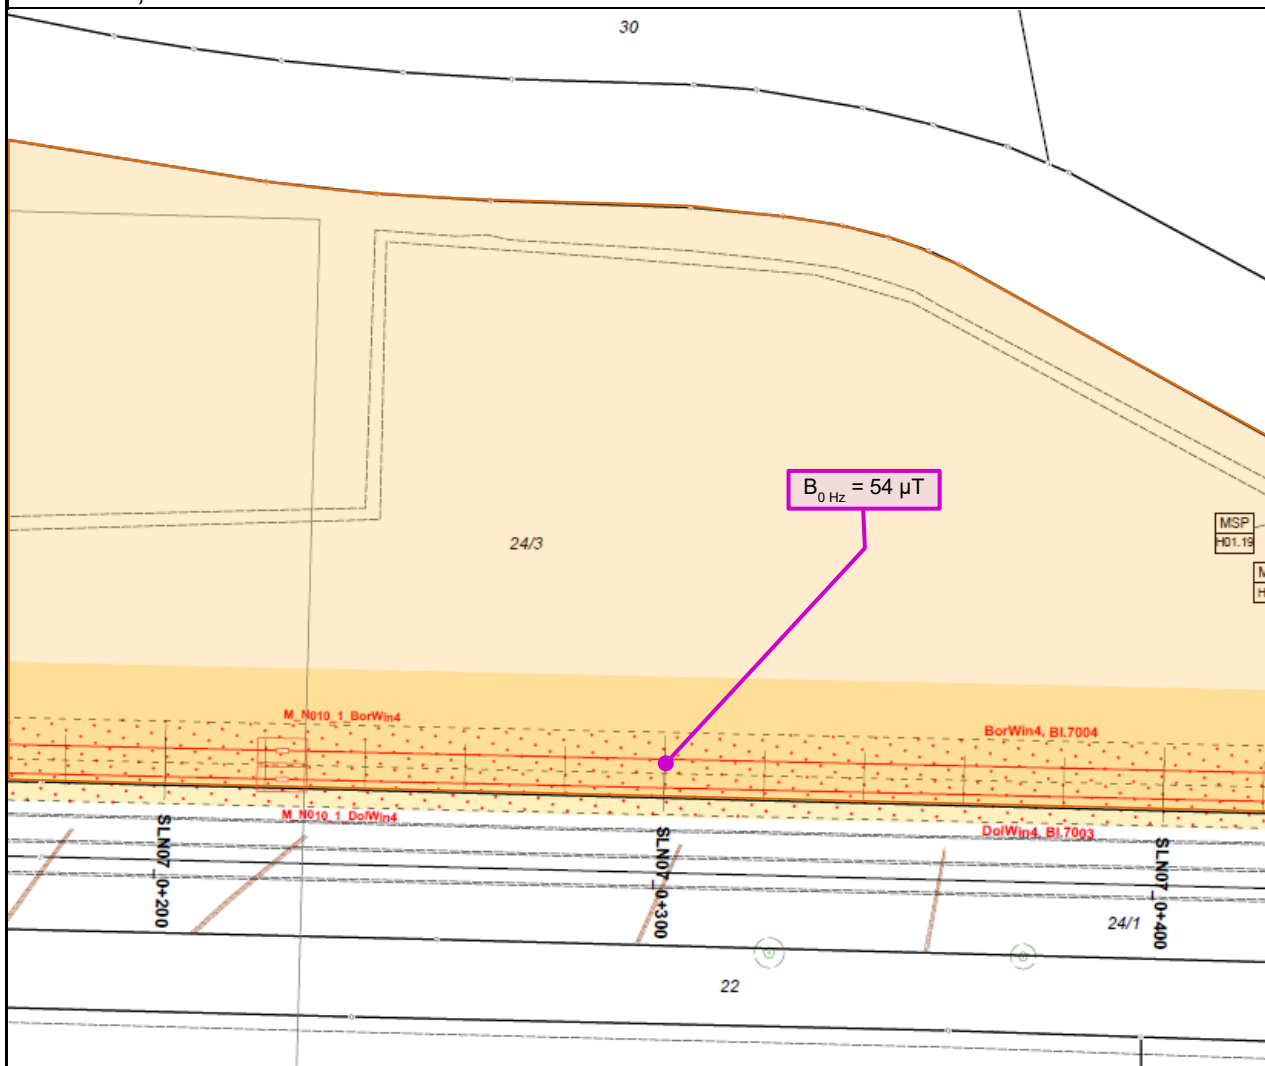 30
B0 Hz = 54 µT
MSP
H01.19
24/3
M
H
M_N010_1_BorWin4
BorWin4, Bl.7004
M_N010_1_DolWin4
DolWin4, Bl.7003
SLN07_0+200
SLN07_0+300
SLN07_0+400
24/1
22